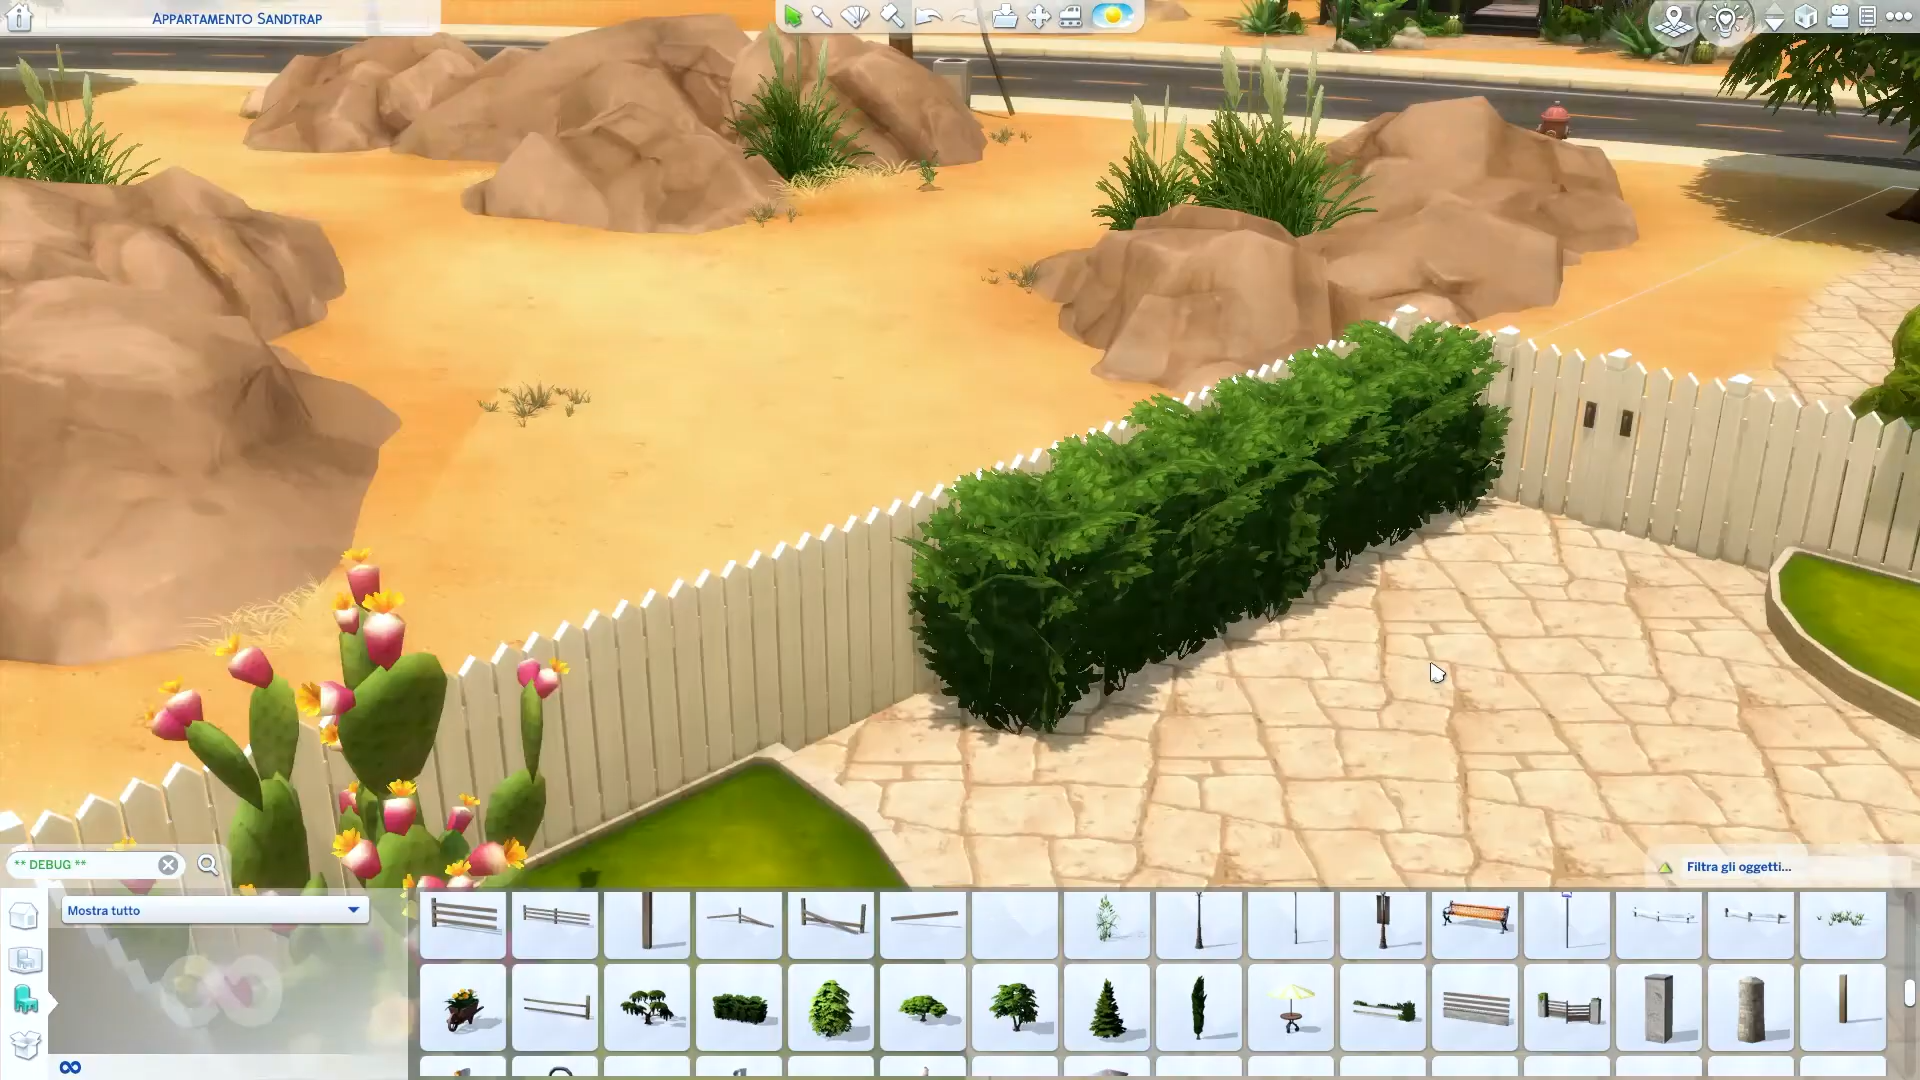 APPARTAMENTO SANDTRAP
** DEBUG **
Filtra gli oggetti...
Mostra tutto